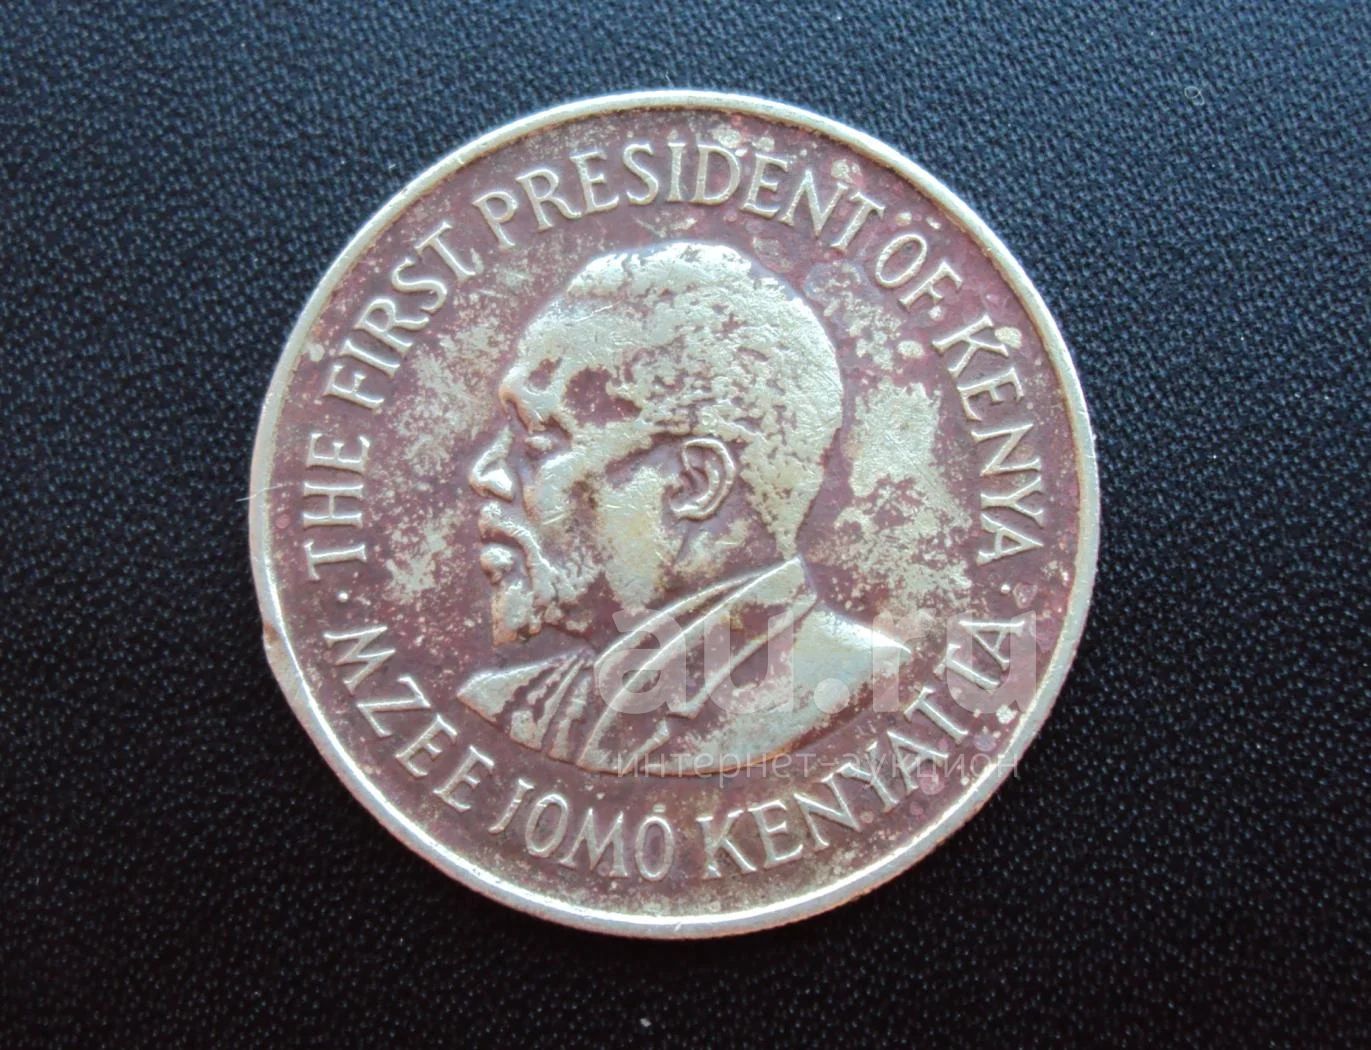 THE FIRST PRESIDENT OF KENYA
· MZEE JOMO KENYATTA ·
au.ru
интернет-аукцион